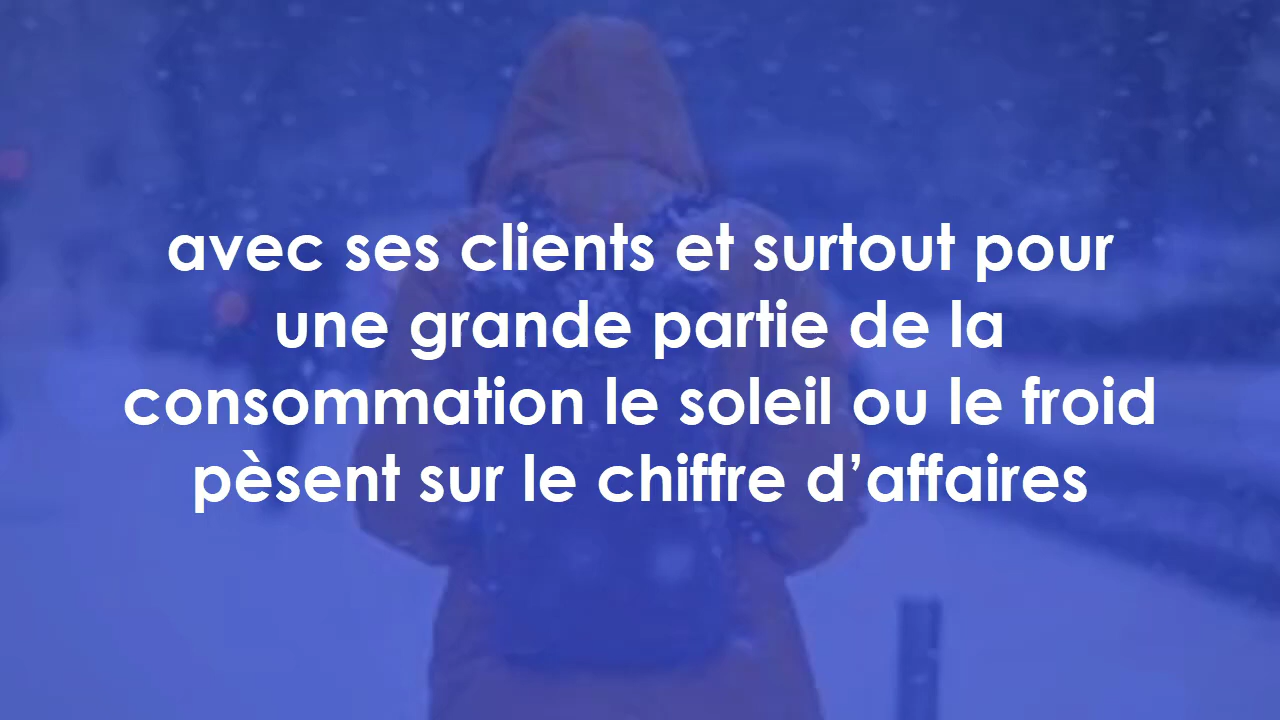 avec ses clients et surtout pour
une grande partie de la
consommation le soleil ou le froid
pèsent sur le chiffre d’affaires